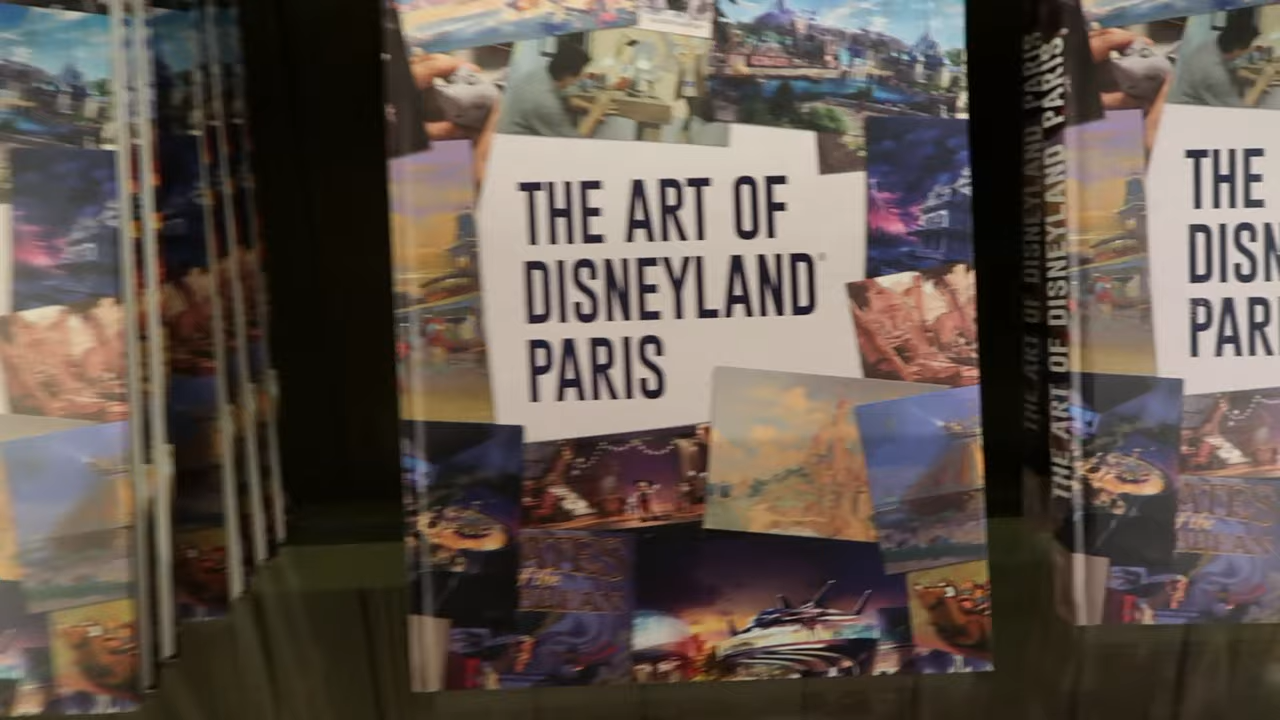 THE ART OF
DISNEYLAND®
PARIS
THE ART OF DISNEYLAND PARIS
THE ART OF DISNEYLAND PARIS
THE
DISN
PARI